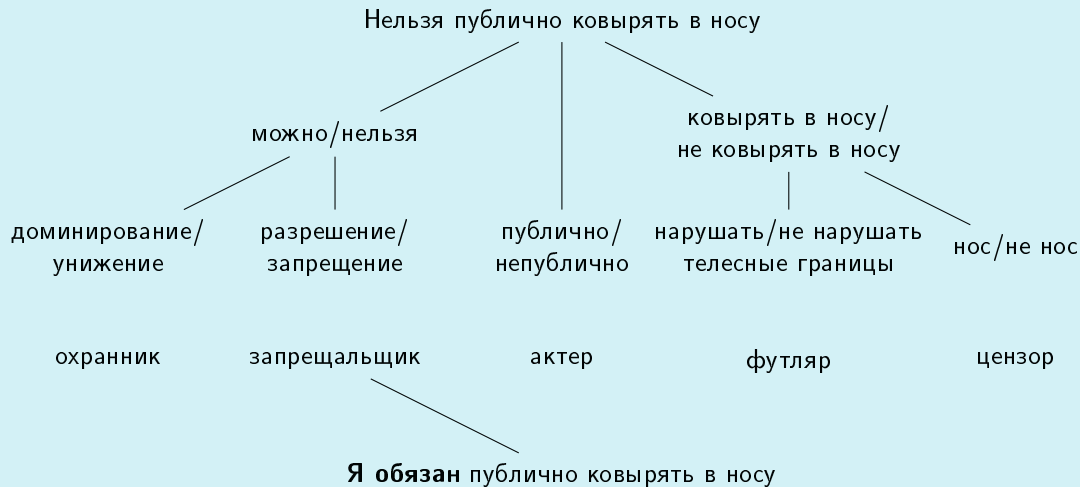 Нельзя публично ковырять в носу
можно/нельзя
ковырять в носу/
не ковырять в носу
доминирование/
унижение
разрешение/
запрещение
публично/
непублично
нарушать/не нарушать
телесные границы
нос/не нос
охранник
запрещальщик
актер
футляр
цензор
Я обязан публично ковырять в носу